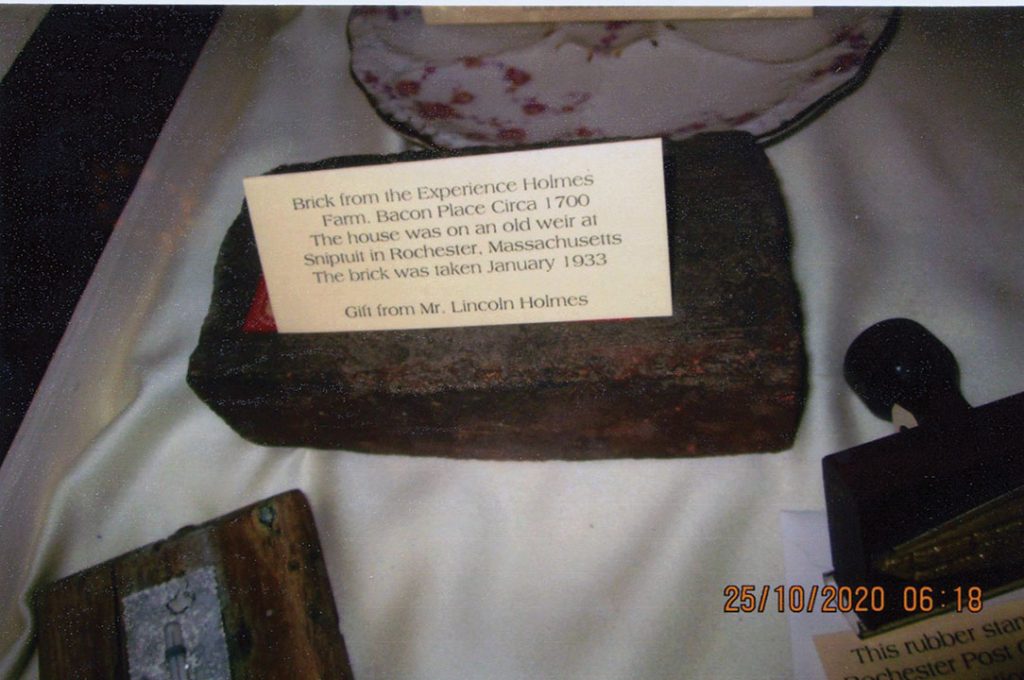 Brick from the Experience Holmes
Farm. Bacon Place Circa 1700
The house was on an old weir at
Sniptuit in Rochester, Massachusetts
The brick was taken January 1933
Gift from Mr. Lincoln Holmes
25/10/2020 06:18
This rubber stam
Rochester Post